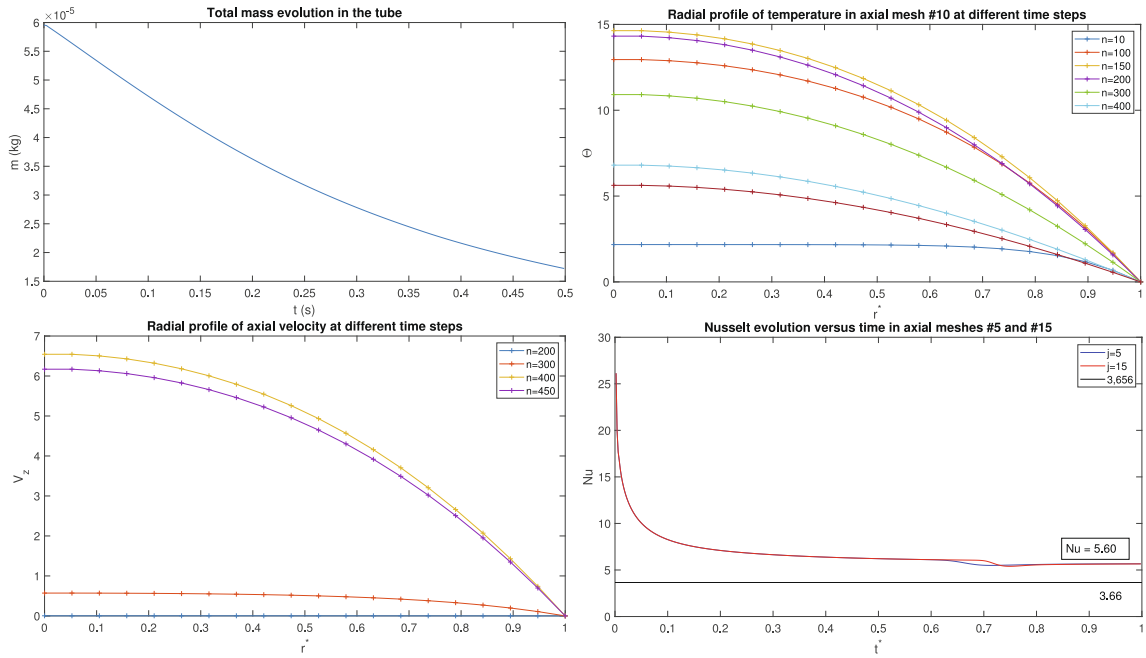 Total mass evolution in the tube
×10⁻⁵
6
5.5
5
4.5
4
3.5
3
2.5
2
1.5
m (kg)
0 0.05 0.1 0.15 0.2 0.25 0.3 0.35 0.4 0.45 0.5
t (s)
Radial profile of temperature in axial mesh #10 at different time steps
15
10
5
0
Θ
n=10
n=100
n=150
n=200
n=300
n=400
0 0.1 0.2 0.3 0.4 0.5 0.6 0.7 0.8 0.9 1
r*
Radial profile of axial velocity at different time steps
7
6
5
4
3
2
1
0
V_z
n=200
n=300
n=400
n=450
0 0.1 0.2 0.3 0.4 0.5 0.6 0.7 0.8 0.9 1
r*
Nusselt evolution versus time in axial meshes #5 and #15
30
25
20
15
10
5
0
Nu
j=5
j=15
3,656
Nu = 5.60
3.66
0 0.1 0.2 0.3 0.4 0.5 0.6 0.7 0.8 0.9 1
t*